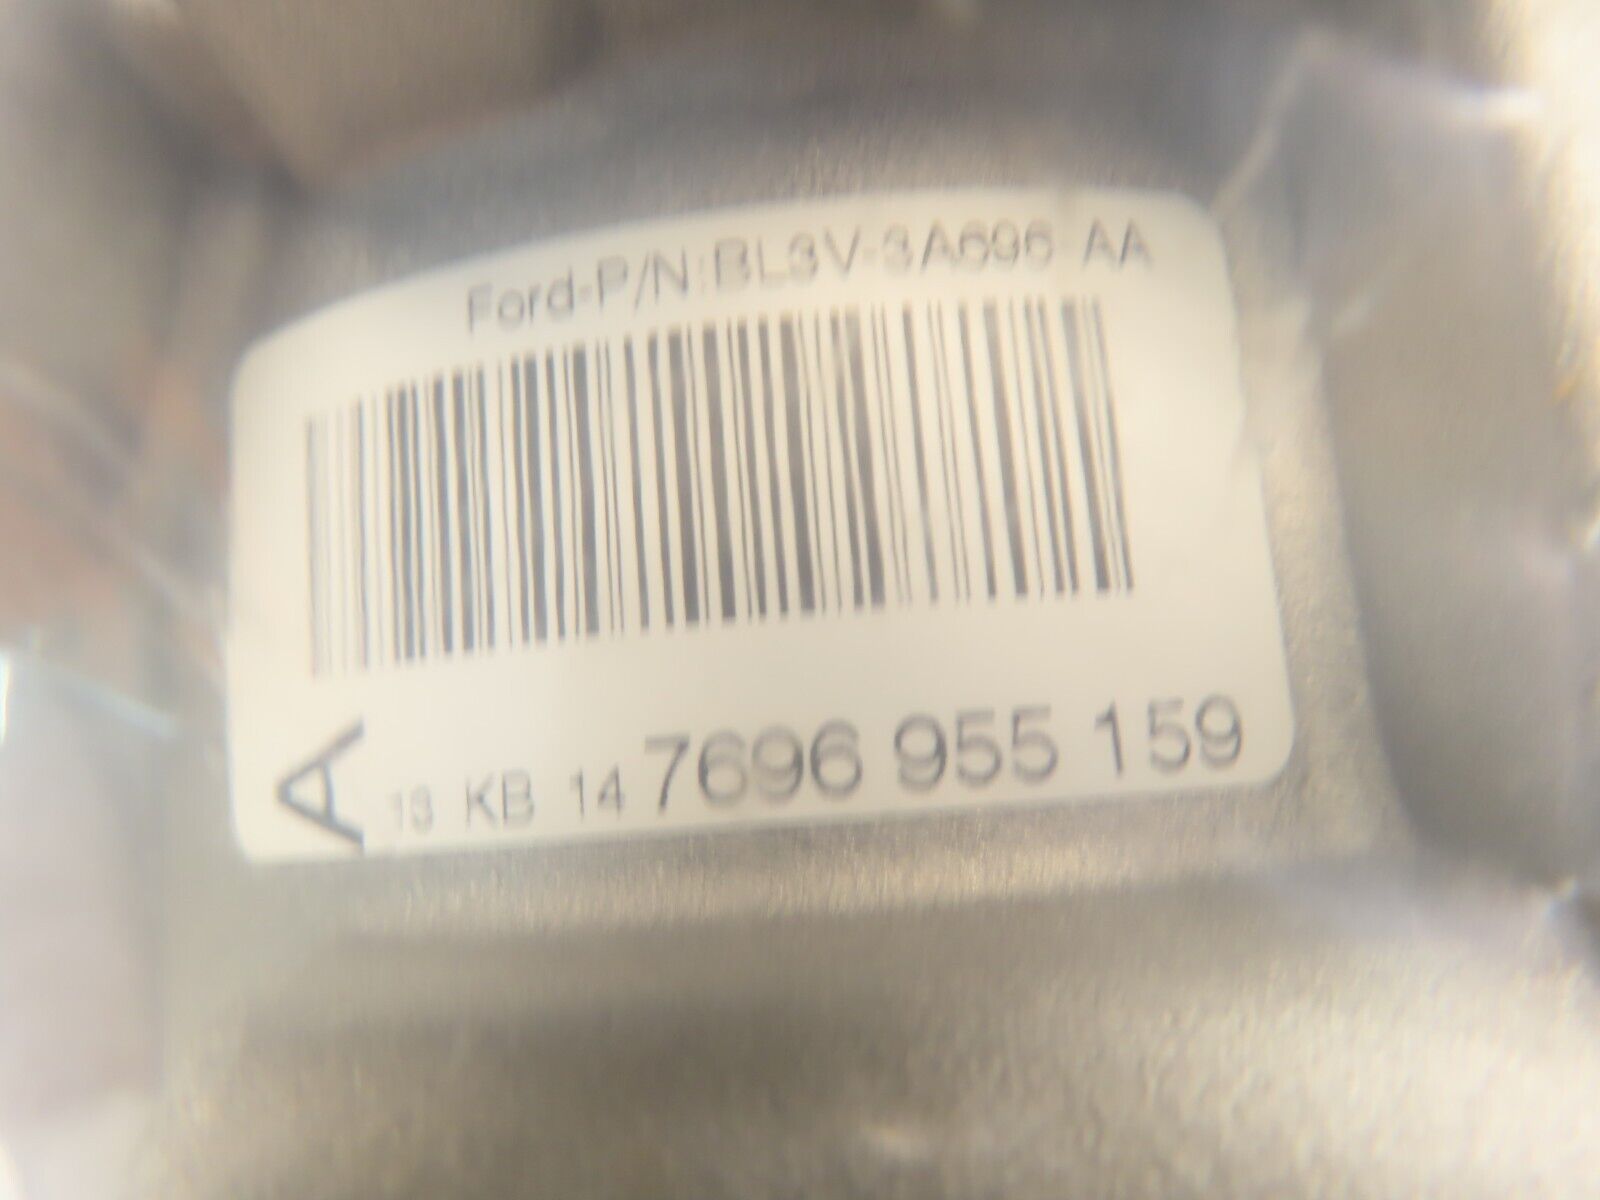 Ford-P/N:BL3V-3A696-AA
A 13 KB 14 7696 955 159